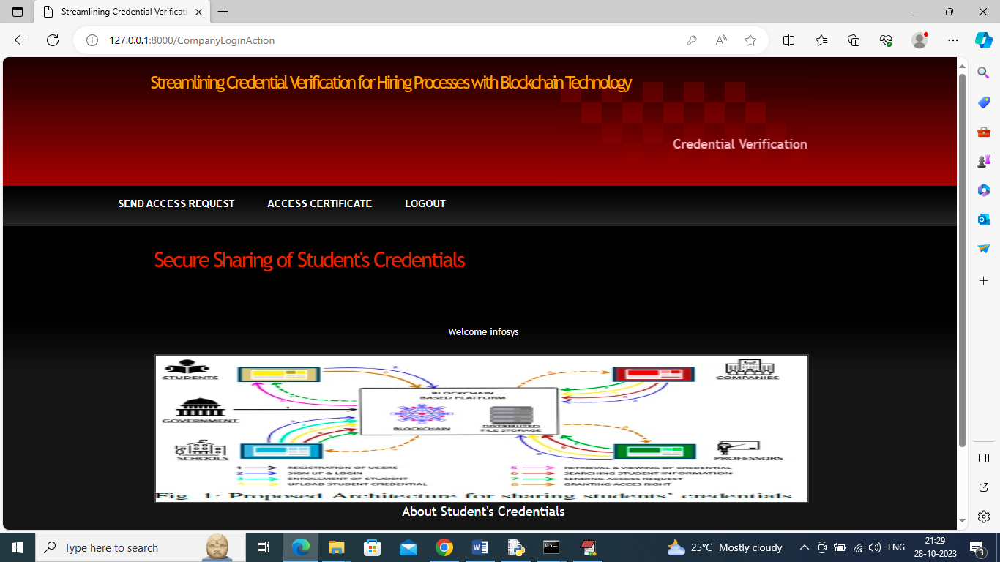 Streamlining Credential Verificati
127.0.0.1:8000/CompanyLoginAction
Streamlining Credential Verification for Hiring Processes with Blockchain Technology
Credential Verification
SEND ACCESS REQUEST ACCESS CERTIFICATE LOGOUT
Secure Sharing of Student's Credentials
Welcome infosys
STUDENTS
COMPANIES
BLOCKCHAIN
BASED PLATFORM
GOVERNMENT
BLOCKCHAIN
DISTRIBUTED
FILE STORAGE
SCHOOLS
PROFESSORS
1 REGISTRATION OF USERS
2 SIGN UP & LOGIN
3 ENROLLMENT OF STUDENT
4 UPLOAD STUDENT CREDENTIAL
5 RETRIEVAL & VIEWING OF CREDENTIAL
6 SEARCHING STUDENT INFORMATION
7 SENDING ACCESS REQUEST
8 GRANTING ACCES RIGHT
Fig. 1: Proposed Architecture for sharing students' credentials
About Student's Credentials
Type here to search
25°C Mostly cloudy
ENG
21:29
28-10-2023
3